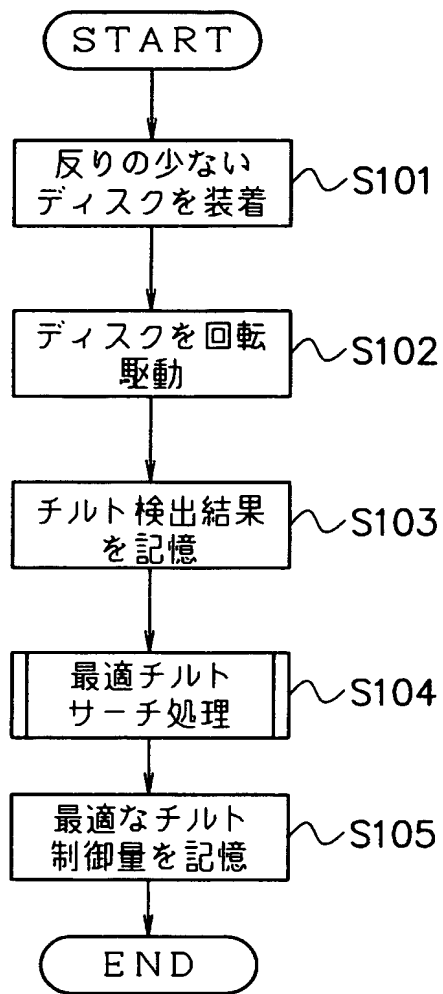 START
反りの少ない
ディスクを装着
S101
ディスクを回転
駆動
S102
チルト検出結果
を記憶
S103
最適チルト
サーチ処理
S104
最適なチルト
制御量を記憶
S105
END